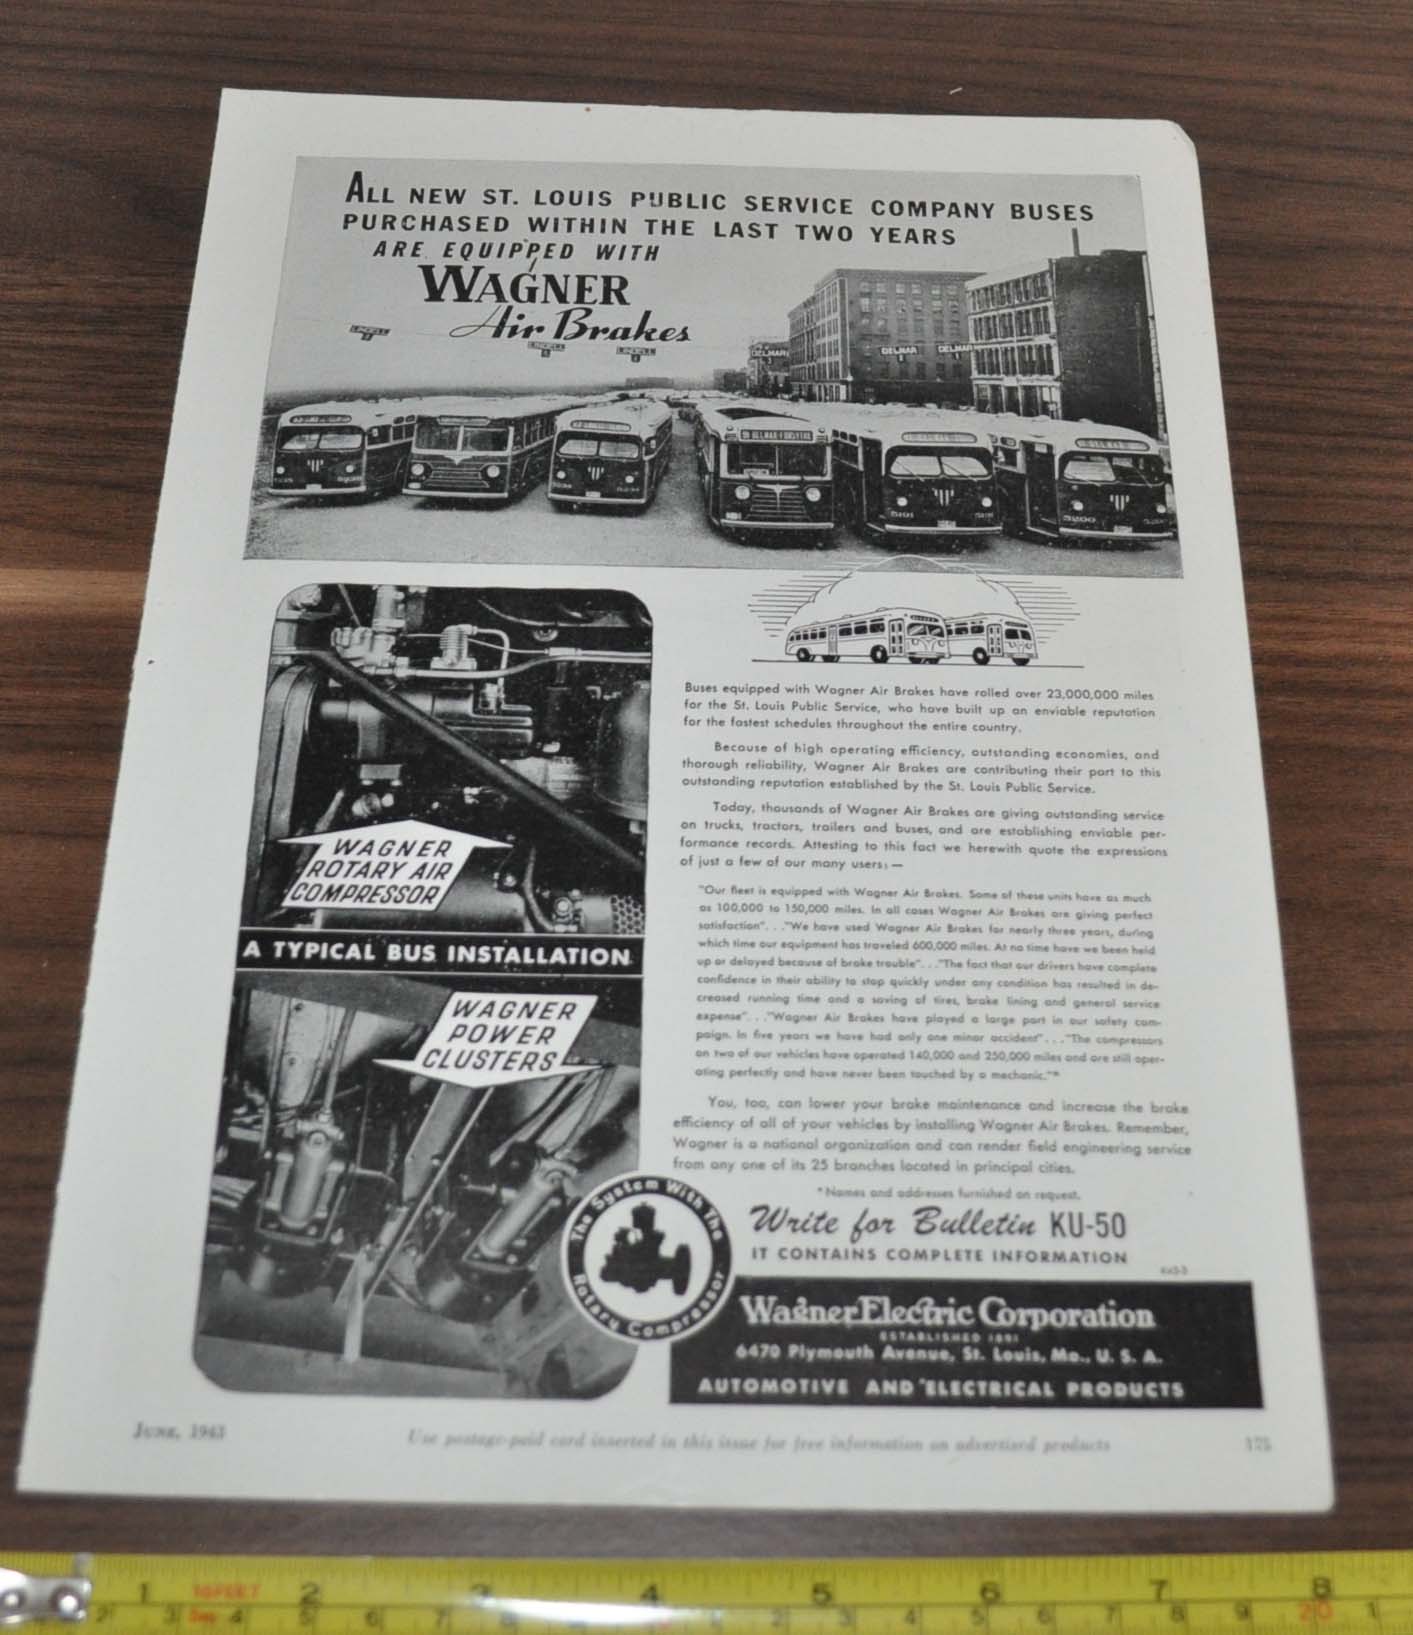 ALL NEW ST. LOUIS PUBLIC SERVICE COMPANY BUSES
PURCHASED WITHIN THE LAST TWO YEARS
ARE EQUIPPED WITH
WAGNER
Air Brakes
LINDELL
LINDELL
LINDELL
DELMAR
DELMAR
DELMAR
DELMAR-FORSYTHE
WAGNER
ROTARY AIR
COMPRESSOR
A TYPICAL BUS INSTALLATION
WAGNER
POWER
CLUSTERS
Buses equipped with Wagner Air Brakes have rolled over 23,000,000 miles
for the St. Louis Public Service, who have built up an enviable reputation
for the fastest schedules throughout the entire country.
Because of high operating efficiency, outstanding economies, and
thorough reliability, Wagner Air Brakes are contributing their part to this
outstanding reputation established by the St. Louis Public Service.
Today, thousands of Wagner Air Brakes are giving outstanding service
on trucks, tractors, trailers and buses, and are establishing enviable per-
formance records. Attesting to this fact we herewith quote the expressions
of just a few of our many users:—
"Our fleet is equipped with Wagner Air Brakes. Some of these units have as much
as 100,000 to 150,000 miles. In all cases Wagner Air Brakes are giving perfect
satisfaction". . ."We have used Wagner Air Brakes for nearly three years, during
which time our equipment has traveled 600,000 miles. At no time have we been held
up or delayed because of brake trouble". . ."The fact that our drivers have complete
confidence in their ability to stop quickly under any condition has resulted in de-
creased running time and a saving of tires, brake lining and general service
expense". . ."Wagner Air Brakes have played a large part in our safety cam-
paign. In five years we have had only one minor accident". . ."The compressors
on two of our vehicles have operated 140,000 and 250,000 miles and are still oper-
ating perfectly and have never been touched by a mechanic."*
You, too, can lower your brake maintenance and increase the brake
efficiency of all of your vehicles by installing Wagner Air Brakes. Remember,
Wagner is a national organization and can render field engineering service
from any one of its 25 branches located in principal cities.
*Names and addresses furnished on request.
Write for Bulletin KU-50
IT CONTAINS COMPLETE INFORMATION
The System With The
Rotary Compressor
Wagner Electric Corporation
ESTABLISHED 1891
6470 Plymouth Avenue, St. Louis, Mo., U. S. A.
AUTOMOTIVE AND ELECTRICAL PRODUCTS
JUNE, 1943
Use postage-paid card inserted in this issue for free information on advertised products
175
1 10FEET 2 3 4 5 6 7 8